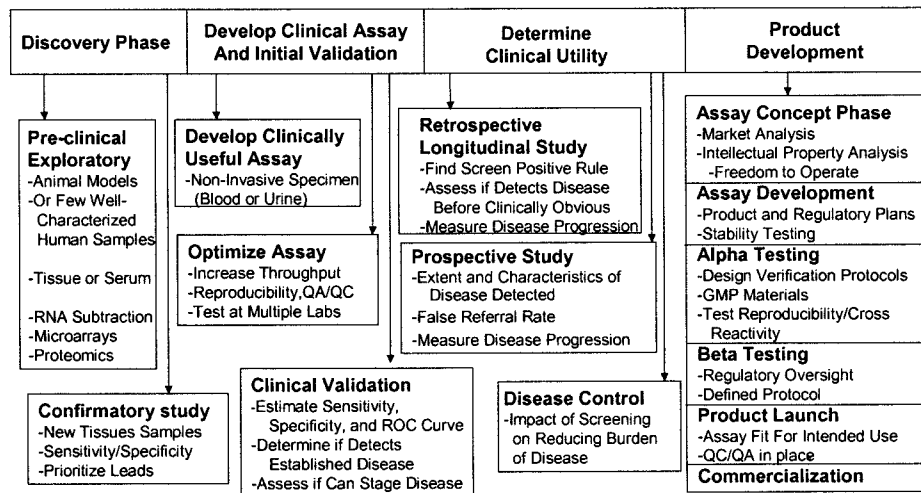 Discovery Phase
Develop Clinical Assay
And Initial Validation
Determine
Clinical Utility
Product
Development
Pre-clinical
Exploratory
-Animal Models
-Or Few Well-
Characterized
Human Samples
-Tissue or Serum
-RNA Subtraction
-Microarrays
-Proteomics
Confirmatory study
-New Tissues Samples
-Sensitivity/Specificity
-Prioritize Leads
Develop Clinically
Useful Assay
-Non-Invasive Specimen
(Blood or Urine)
Optimize Assay
-Increase Throughput
-Reproducibility,QA/QC
-Test at Multiple Labs
Clinical Validation
-Estimate Sensitivity,
Specificity, and ROC Curve
-Determine if Detects
Established Disease
-Assess if Can Stage Disease
Retrospective
Longitudinal Study
-Find Screen Positive Rule
-Assess if Detects Disease
Before Clinically Obvious
-Measure Disease Progression
Prospective Study
-Extent and Characteristics of
Disease Detected
-False Referral Rate
-Measure Disease Progression
Disease Control
-Impact of Screening
on Reducing Burden
of Disease
Assay Concept Phase
-Market Analysis
-Intellectual Property Analysis
-Freedom to Operate
Assay Development
-Product and Regulatory Plans
-Stability Testing
Alpha Testing
-Design Verification Protocols
-GMP Materials
-Test Reproducibility/Cross
Reactivity
Beta Testing
-Regulatory Oversight
-Defined Protocol
Product Launch
-Assay Fit For Intended Use
-QC/QA in place
Commercialization